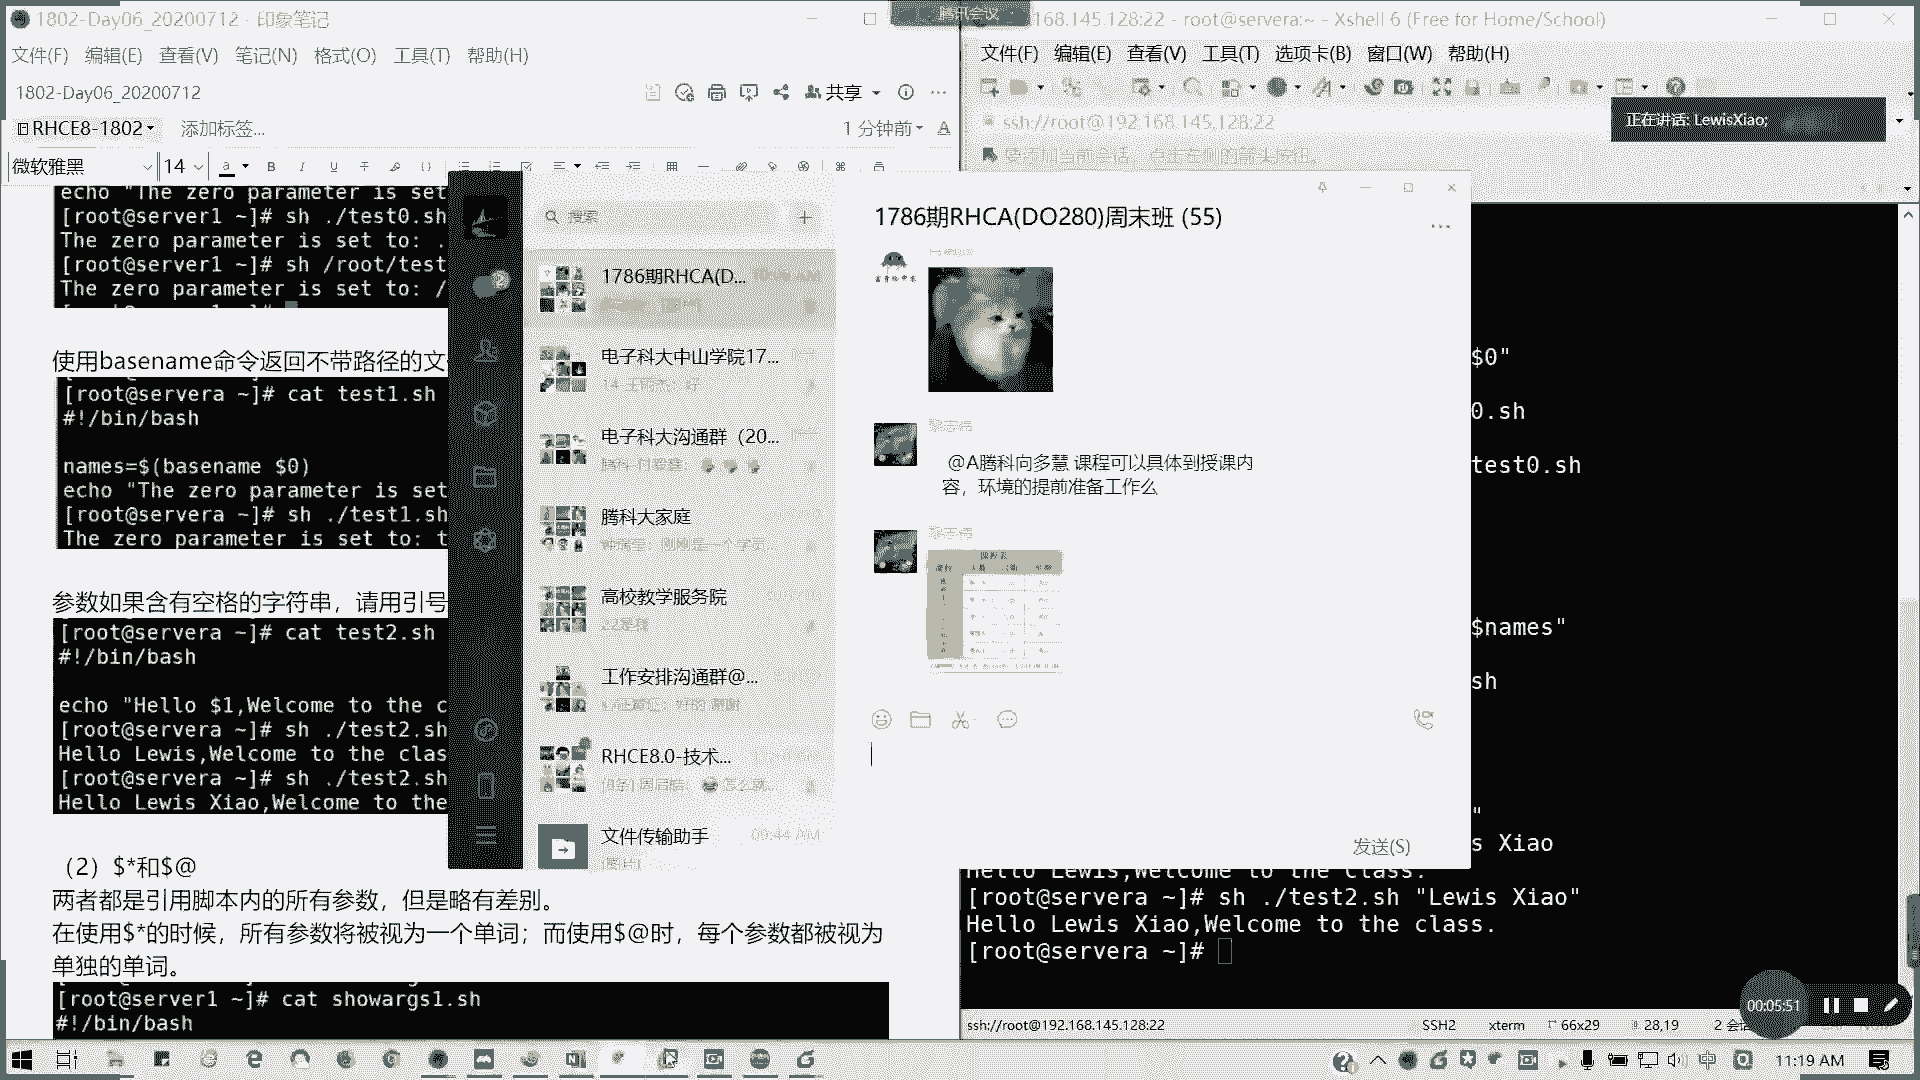 1802-Day06_20200712 - 印象笔记
文件(F) 编辑(E) 查看(V) 笔记(N) 格式(O) 工具(T) 帮助(H)
1802-Day06_20200712
共享
RHCE8-1802
添加标签...
1 分钟前
微软雅黑
14
echo "The zero parameter is set
[root@server1 ~]# sh ./test0.sh
The zero parameter is set to: .
[root@server1 ~]# sh /root/test
The zero parameter is set to: /
使用basename命令返回不带路径的文
[root@servera ~]# cat test1.sh
#!/bin/bash
names=$(basename $0)
echo "The zero parameter is set
[root@servera ~]# sh ./test1.sh
The zero parameter is set to: t
参数如果含有空格的字符串，请用引号
[root@servera ~]# cat test2.sh
#!/bin/bash
echo "Hello $1,Welcome to the c
[root@servera ~]# sh ./test2.sh
Hello Lewis,Welcome to the clas
[root@servera ~]# sh ./test2.sh
Hello Lewis Xiao,Welcome to the
（2）$*和$@
两者都是引用脚本内的所有参数，但是略有差别。
在使用$*的时候，所有参数将被视为一个单词；而使用$@时，每个参数都被视为
单独的单词。
[root@server1 ~]# cat showargs1.sh
#!/bin/bash
搜索
1786期RHCA(D...
电子科大中山学院17...
电子科大沟通群（20...
腾科大家庭
高校教学服务院
工作安排沟通群@...
RHCE8.0-技术...
文件传输助手
09:44 AM
[图片]
1786期RHCA(DO280)周末班 (55)
@A腾科向多慧 课程可以具体到授课内
容，环境的提前准备工作么
发送(S)
腾讯会议
168.145.128:22 - root@servera:~ - Xshell 6 (Free for Home/School)
文件(F) 编辑(E) 查看(V) 工具(T) 选项卡(B) 窗口(W) 帮助(H)
ssh://root@192.168.145.128:22
正在讲话: LewisXiao;
要添加当前会话，点击左侧的箭头按钮。
$0"
0.sh
test0.sh
$names"
sh
"
s Xiao
Hello Lewis,Welcome to the class.
[root@servera ~]# sh ./test2.sh "Lewis Xiao"
Hello Lewis Xiao,Welcome to the class.
[root@servera ~]#
00:05:51
ssh://root@192.168.145.128:22
SSH2
xterm
66x29
28,19
2 会
中
11:19 AM